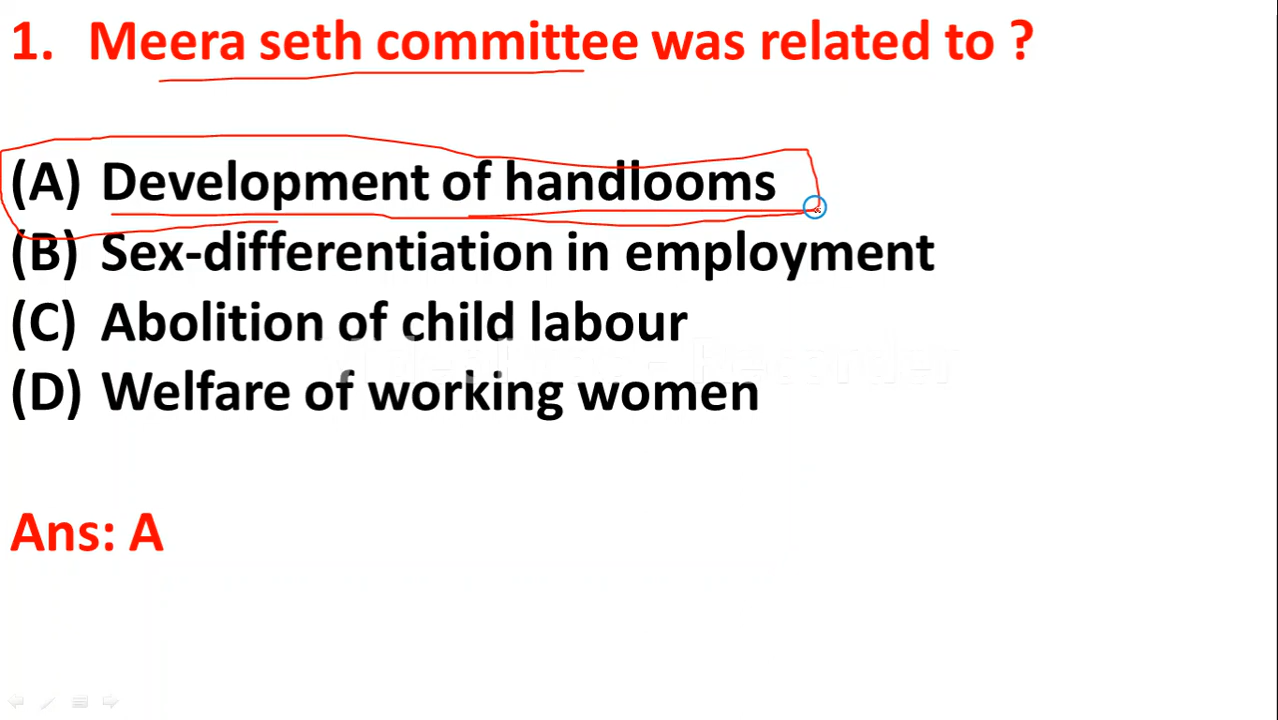 1. Meera seth committee was related to ?
(A) Development of handlooms
(B) Sex-differentiation in employment
(C) Abolition of child labour
(D) Welfare of working women
Recorder
Ans: A